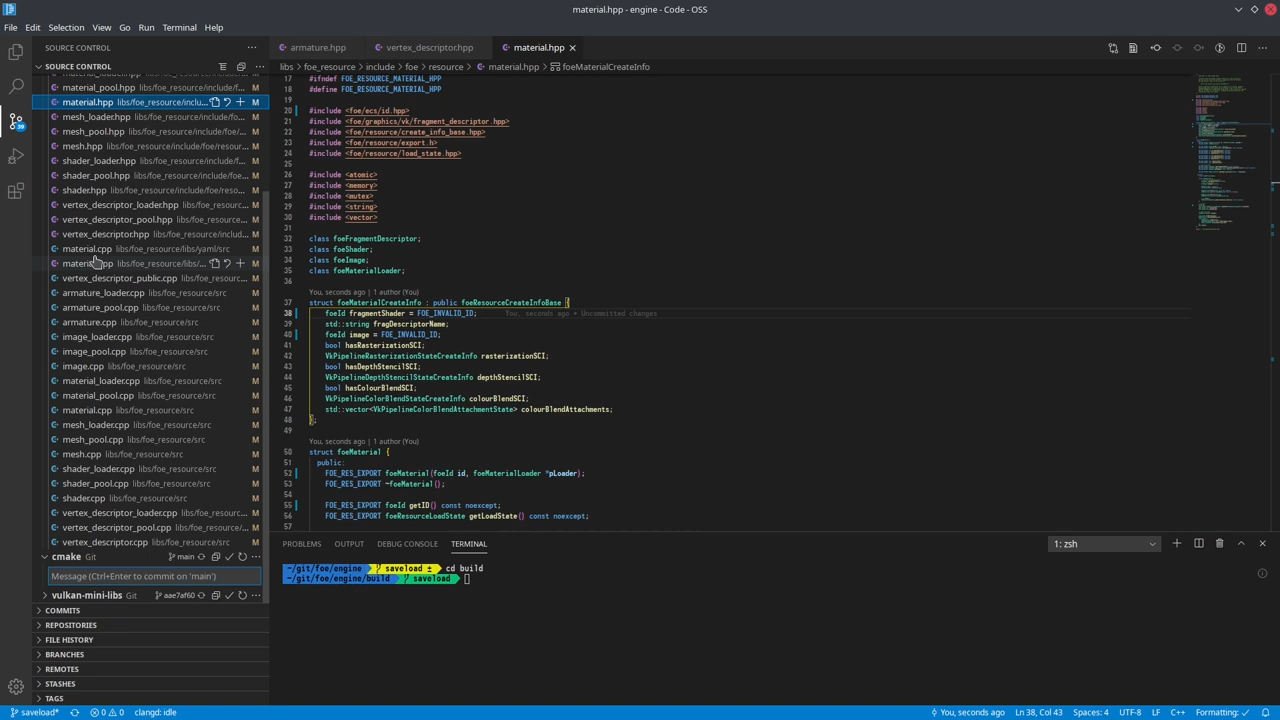 material.hpp - engine - Code - OSS
File Edit Selection View Go Run Terminal Help
SOURCE CONTROL
SOURCE CONTROL
material_pool.hpp libs/foe_resource/include/f... M
material.hpp libs/foe_resource/inclu... M
mesh_loader.hpp libs/foe_resource/include/fo... M
mesh_pool.hpp libs/foe_resource/include/foe/... M
mesh.hpp libs/foe_resource/include/foe/resour... M
shader_loader.hpp libs/foe_resource/include/f... M
shader_pool.hpp libs/foe_resource/include/fo... M
shader.hpp libs/foe_resource/include/foe/reso... M
vertex_descriptor_loader.hpp libs/foe_resourc... M
vertex_descriptor_pool.hpp libs/foe_resource... M
vertex_descriptor.hpp libs/foe_resource/includ... M
material.cpp libs/foe_resource/libs/yaml/src M
libs/foe_resource/libs/... M
vertex_descriptor_public.cpp libs/foe_resourc... M
armature_loader.cpp libs/foe_resource/src M
armature_pool.cpp libs/foe_resource/src M
armature.cpp libs/foe_resource/src M
image_loader.cpp libs/foe_resource/src M
image_pool.cpp libs/foe_resource/src M
image.cpp libs/foe_resource/src M
material_loader.cpp libs/foe_resource/src M
material_pool.cpp libs/foe_resource/src M
material.cpp libs/foe_resource/src M
mesh_loader.cpp libs/foe_resource/src M
mesh_pool.cpp libs/foe_resource/src M
mesh.cpp libs/foe_resource/src M
shader_loader.cpp libs/foe_resource/src M
shader_pool.cpp libs/foe_resource/src M
shader.cpp libs/foe_resource/src M
vertex_descriptor_loader.cpp libs/foe_resourc... M
vertex_descriptor_pool.cpp libs/foe_resource/... M
vertex_descriptor.cpp libs/foe_resource/src M
cmake Git main
Message (Ctrl+Enter to commit on 'main')
vulkan-mini-libs Git aae7af60
COMMITS
REPOSITORIES
FILE HISTORY
BRANCHES
REMOTES
STASHES
TAGS
39
armature.hpp vertex_descriptor.hpp material.hpp
libs > foe_resource > include > foe > resource > material.hpp > foeMaterialCreateInfo
17 #ifndef FOE_RESOURCE_MATERIAL_HPP
18 #define FOE_RESOURCE_MATERIAL_HPP
19
20 #include <foe/ecs/id.hpp>
21 #include <foe/graphics/vk/fragment_descriptor.hpp>
22 #include <foe/resource/create_info_base.hpp>
23 #include <foe/resource/export.h>
24 #include <foe/resource/load_state.hpp>
25
26 #include <atomic>
27 #include <memory>
28 #include <mutex>
29 #include <string>
30 #include <vector>
31
32 class foeFragmentDescriptor;
33 class foeShader;
34 class foeImage;
35 class foeMaterialLoader;
36
You, seconds ago | 1 author (You)
37 struct foeMaterialCreateInfo : public foeResourceCreateInfoBase {
38 foeId fragmentShader = FOE_INVALID_ID; You, seconds ago • Uncommitted changes
39 std::string fragDescriptorName;
40 foeId image = FOE_INVALID_ID;
41 bool hasRasterizationSCI;
42 VkPipelineRasterizationStateCreateInfo rasterizationSCI;
43 bool hasDepthStencilSCI;
44 VkPipelineDepthStencilStateCreateInfo depthStencilSCI;
45 bool hasColourBlendSCI;
46 VkPipelineColorBlendStateCreateInfo colourBlendSCI;
47 std::vector<VkPipelineColorBlendAttachmentState> colourBlendAttachments;
48 };
49
You, seconds ago | 1 author (You)
50 struct foeMaterial {
51 public:
52 FOE_RES_EXPORT foeMaterial(foeId id, foeMaterialLoader *pLoader);
53 FOE_RES_EXPORT ~foeMaterial();
54
55 FOE_RES_EXPORT foeId getID() const noexcept;
56 FOE_RES_EXPORT foeResourceLoadState getLoadState() const noexcept;
57
PROBLEMS OUTPUT DEBUG CONSOLE TERMINAL 1: zsh
~/git/foe/engine saveload ± cd build
~/git/foe/engine/build saveload
saveload* 0 0 clangd: idle You, seconds ago Ln 38, Col 43 Spaces: 4 UTF-8 LF C++ Formatting: ✓